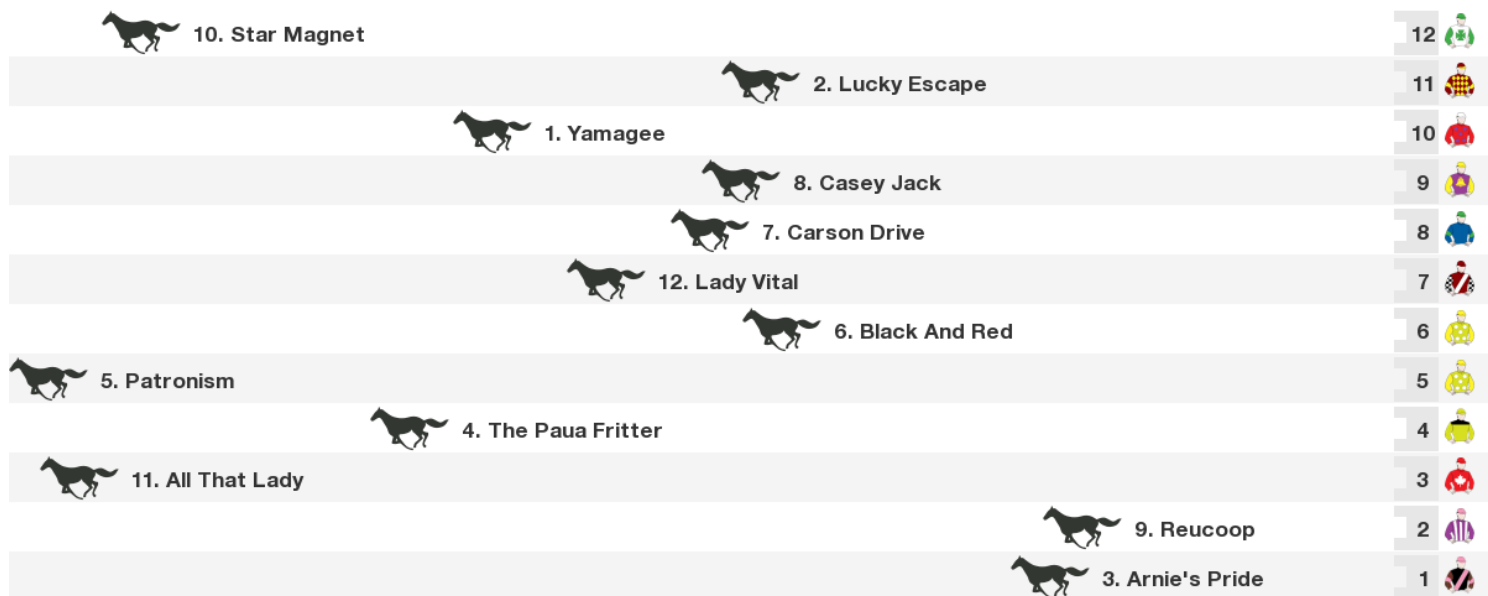 10. Star Magnet 12
2. Lucky Escape 11
1. Yamagee 10
8. Casey Jack 9
7. Carson Drive 8
12. Lady Vital 7
6. Black And Red 6
5. Patronism 5
4. The Paua Fritter 4
11. All That Lady 3
9. Reucoop 2
3. Arnie's Pride 1